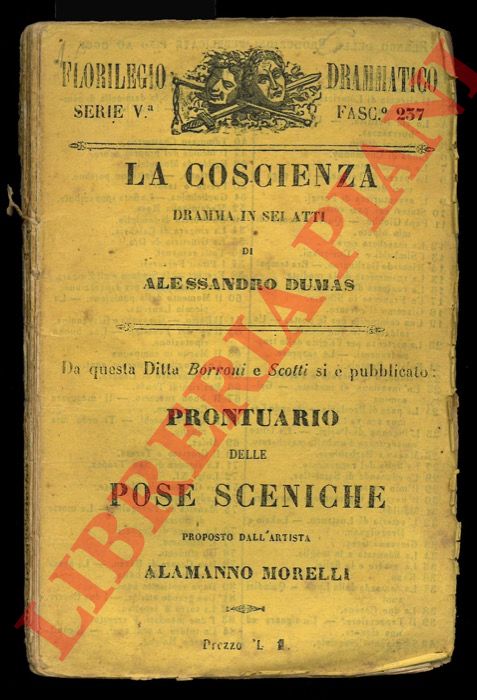 FLORILEGIO DRAMMATICO
SERIE V.ª FASC.º 257
LA COSCIENZA
DRAMMA IN SEI ATTI
DI
ALESSANDRO DUMAS
Da questa Ditta Borroni e Scotti si è pubblicato:
PRONTUARIO
DELLE
POSE SCENICHE
PROPOSTO DALL'ARTISTA
ALAMANNO MORELLI
Prezzo L. 1.
LIBRERIA PIANI